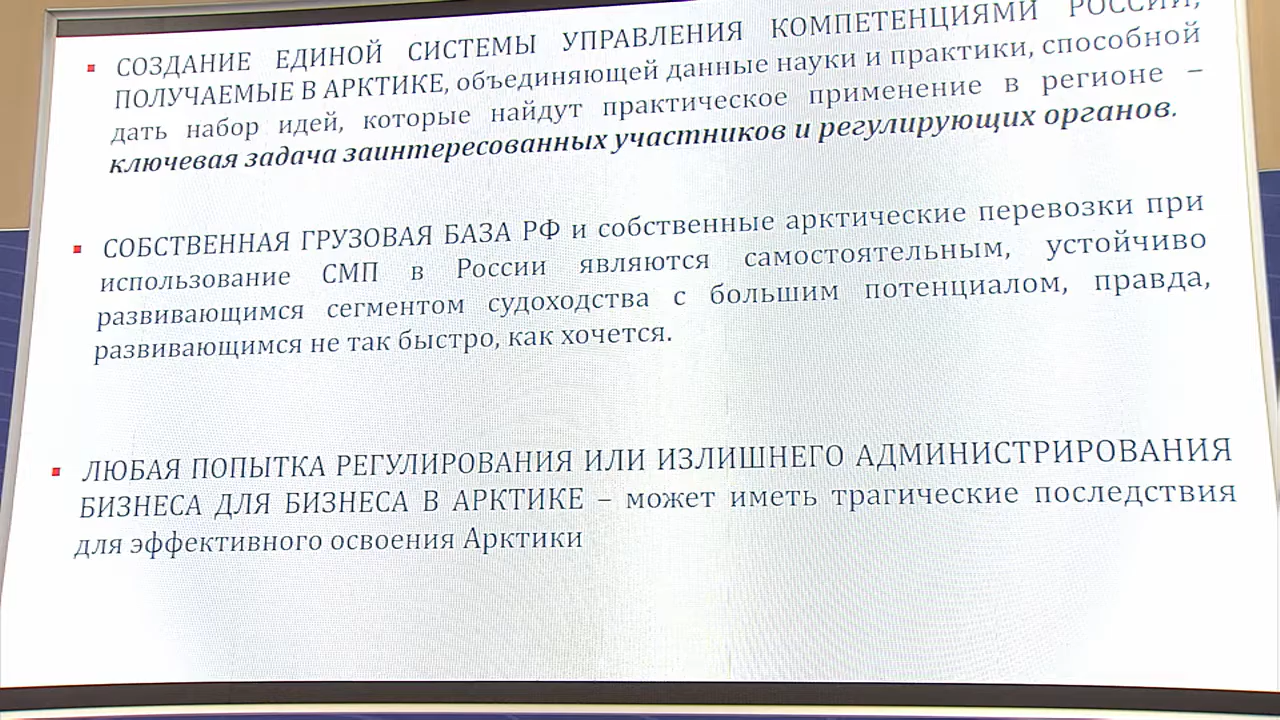 СОЗДАНИЕ ЕДИНОЙ СИСТЕМЫ УПРАВЛЕНИЯ КОМПЕТЕНЦИЯМИ РОССИИ,
ПОЛУЧАЕМЫЕ В АРКТИКЕ, объединяющей данные науки и практики, способной
дать набор идей, которые найдут практическое применение в регионе –
ключевая задача заинтересованных участников и регулирующих органов.
СОБСТВЕННАЯ ГРУЗОВАЯ БАЗА РФ и собственные арктические перевозки при
использование СМП в России являются самостоятельным, устойчиво
развивающимся сегментом судоходства с большим потенциалом, правда,
развивающимся не так быстро, как хочется.
ЛЮБАЯ ПОПЫТКА РЕГУЛИРОВАНИЯ ИЛИ ИЗЛИШНЕГО АДМИНИСТРИРОВАНИЯ
БИЗНЕСА ДЛЯ БИЗНЕСА В АРКТИКЕ – может иметь трагические последствия
для эффективного освоения Арктики